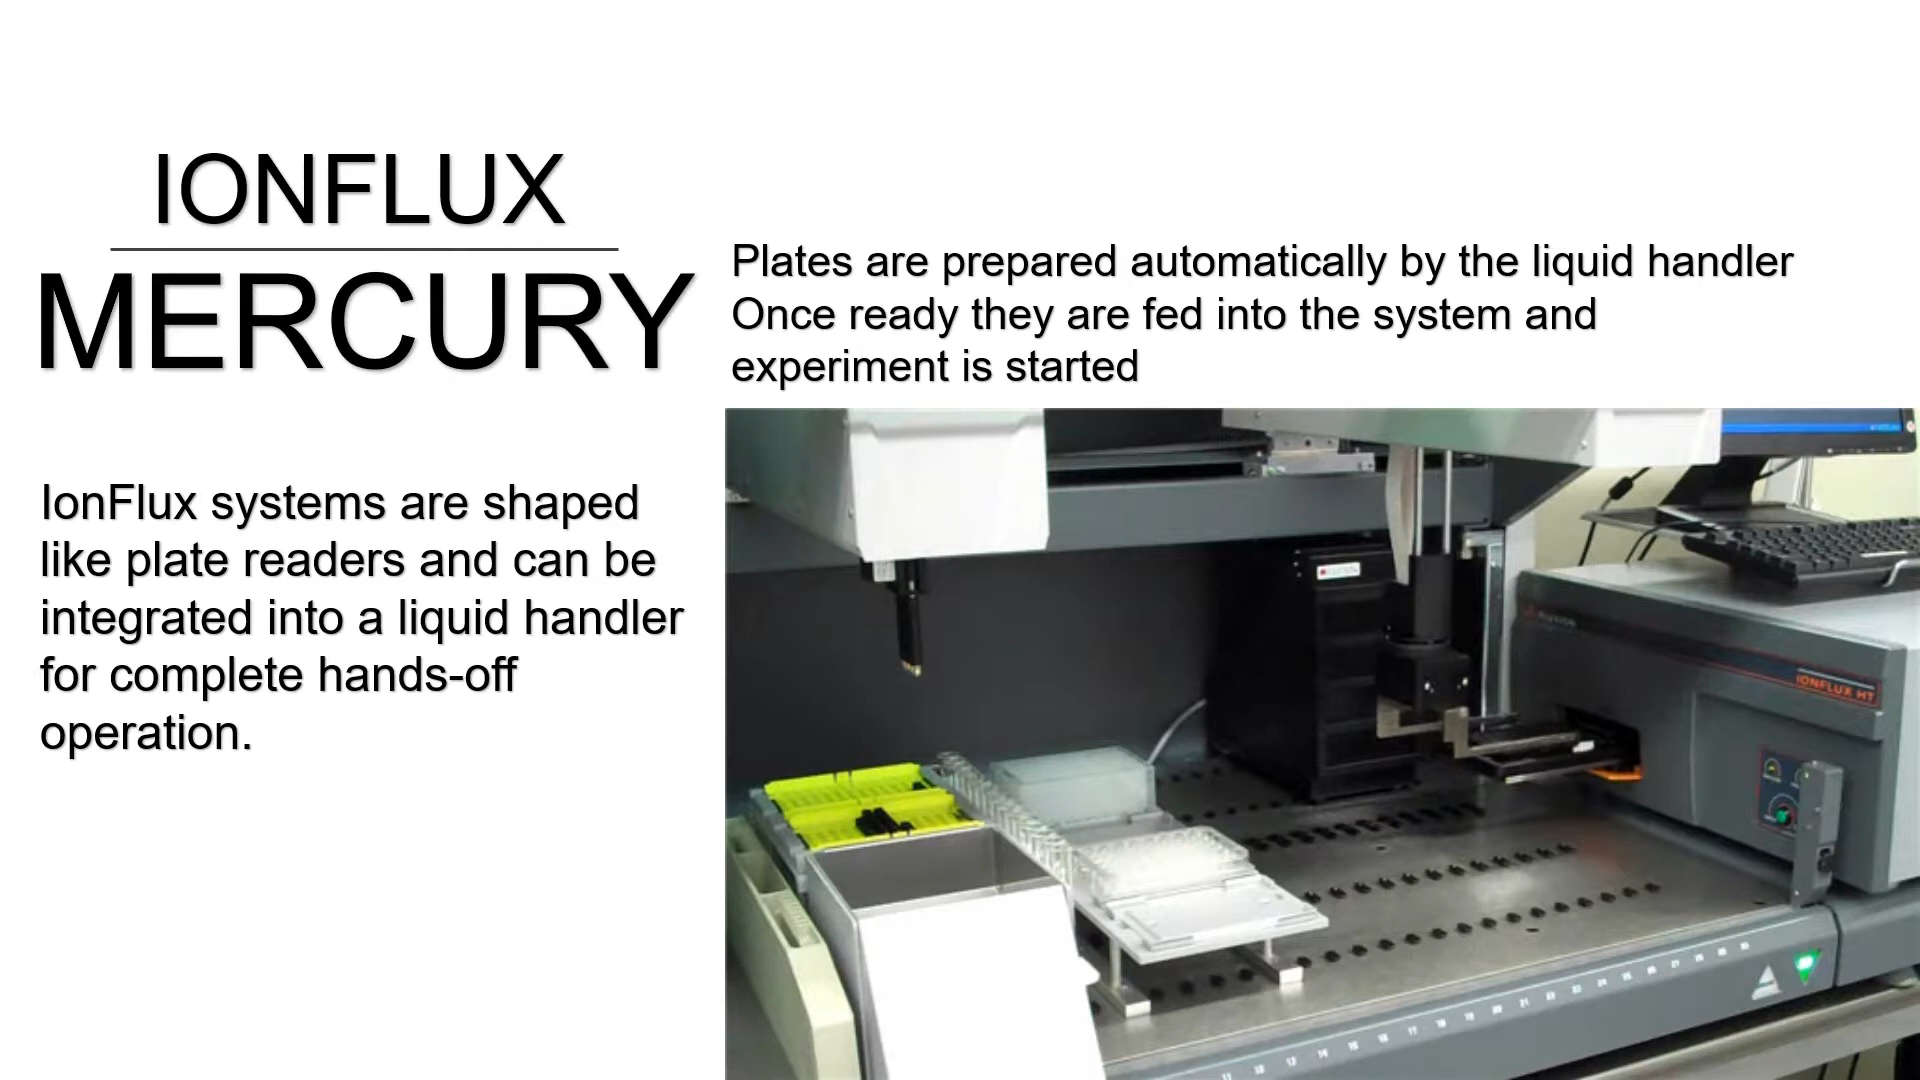 IONFLUX
MERCURY
Plates are prepared automatically by the liquid handler
Once ready they are fed into the system and
experiment is started
IonFlux systems are shaped
like plate readers and can be
integrated into a liquid handler
for complete hands-off
operation.
IONFLUX HT